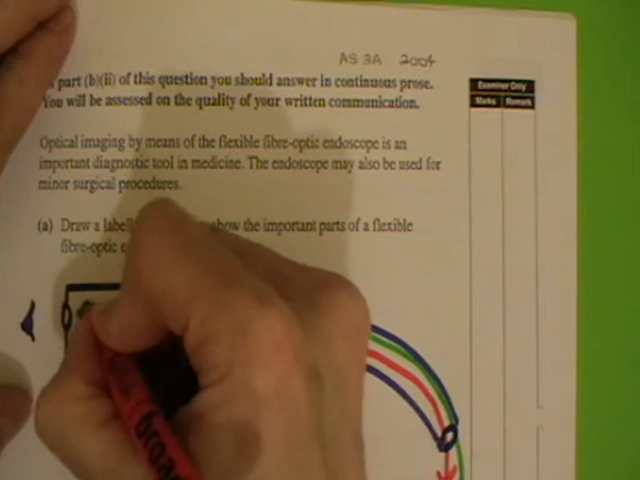 AS 3A 2004
part (b)(ii) of this question you should answer in continuous prose.
You will be assessed on the quality of your written communication.
Examiner Only
Marks Remark
Optical imaging by means of the flexible fibre-optic endoscope is an
important diagnostic tool in medicine. The endoscope may also be used for
minor surgical procedures.
(a) Draw a show the important parts of a flexible
fibre-optic
broad